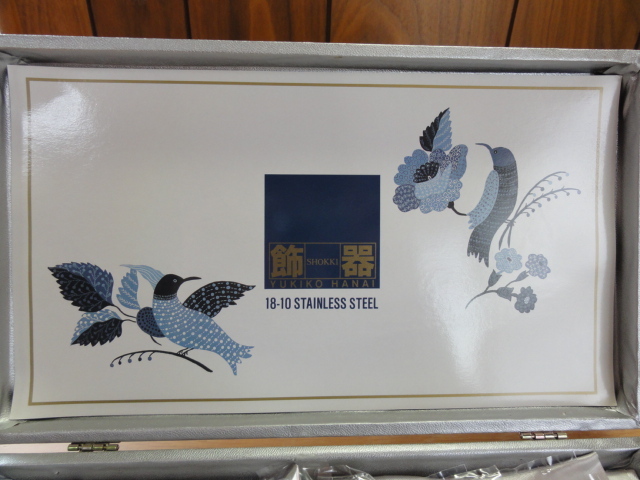 飾 SHOKKI 器
YUKIKO HANAI
18-10 STAINLESS STEEL